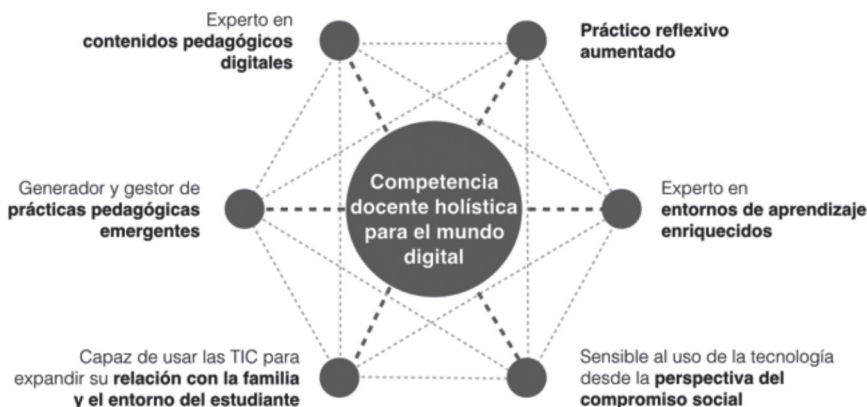 Experto en
contenidos pedagógicos
digitales
Práctico reflexivo
aumentado
Generador y gestor de
prácticas pedagógicas
emergentes
Competencia
docente holística
para el mundo
digital
Experto en
entornos de aprendizaje
enriquecidos
Capaz de usar las TIC para
expandir su relación con la familia
y el entorno del estudiante
Sensible al uso de la tecnología
desde la perspectiva del
compromiso social